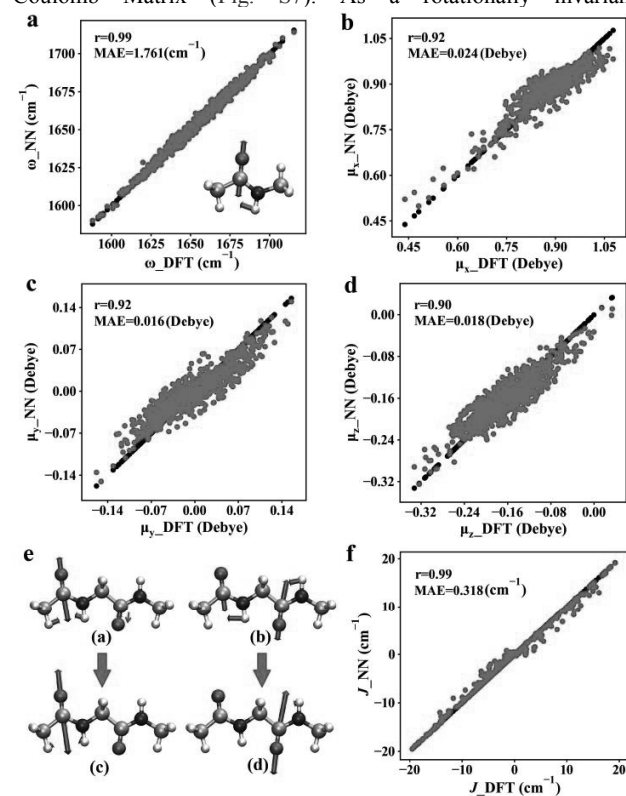 Coulomb Matrix (Fig. S7). As a rotationally invariant
a
r=0.99
MAE=1.761(cm⁻¹)
ω_NN (cm⁻¹)
1700
1675
1650
1625
1600
1600 1625 1650 1675 1700
ω_DFT (cm⁻¹)
b
r=0.92
MAE=0.024(Debye)
μx_NN (Debye)
1.05
0.90
0.75
0.60
0.45
0.45 0.60 0.75 0.90 1.05
μx_DFT (Debye)
c
r=0.92
MAE=0.016(Debye)
μy_NN (Debye)
0.14
0.07
0.00
−0.07
−0.14
−0.14 −0.07 0.00 0.07 0.14
μy_DFT (Debye)
d
r=0.90
MAE=0.018(Debye)
μz_NN (Debye)
0.00
−0.08
−0.16
−0.24
−0.32
−0.32 −0.24 −0.16 −0.08 0.00
μz_DFT (Debye)
e
(a) (b)
(c) (d)
f
r=0.99
MAE=0.318(cm⁻¹)
J_NN (cm⁻¹)
20
10
0
−10
−20
−20 −10 0 10 20
J_DFT (cm⁻¹)